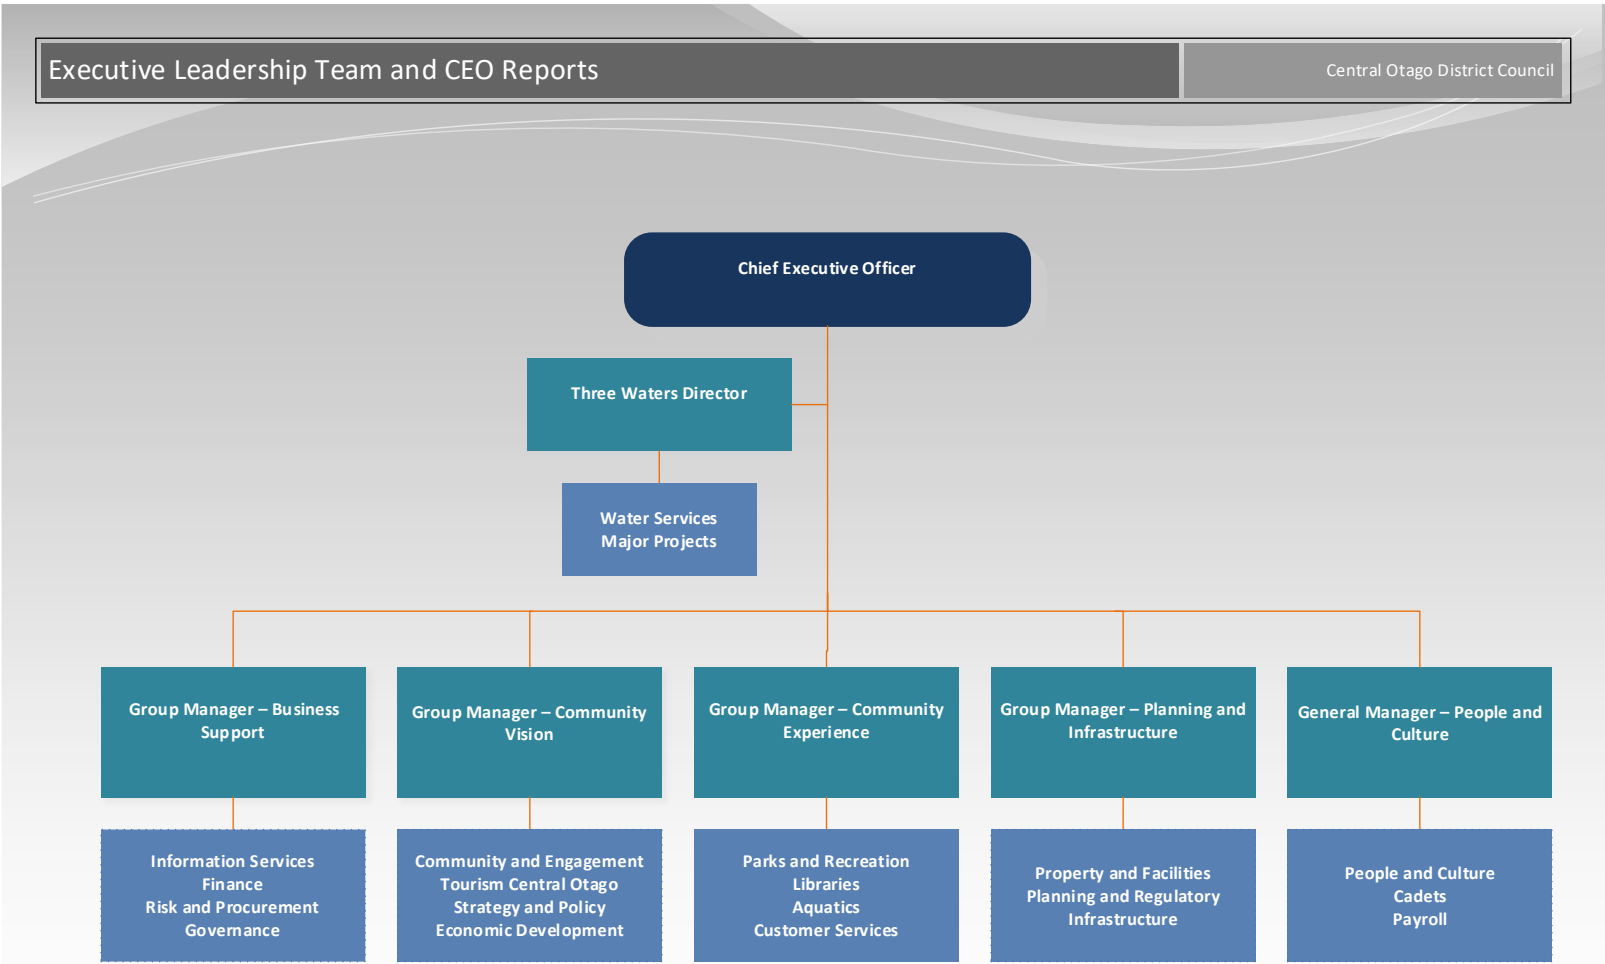 Executive Leadership Team and CEO Reports
Central Otago District Council
Chief Executive Officer
Three Waters Director
Water Services
Major Projects
Group Manager – Business
Support
Group Manager – Community
Vision
Group Manager – Community
Experience
Group Manager – Planning and
Infrastructure
General Manager – People and
Culture
Information Services
Finance
Risk and Procurement
Governance
Community and Engagement
Tourism Central Otago
Strategy and Policy
Economic Development
Parks and Recreation
Libraries
Aquatics
Customer Services
Property and Facilities
Planning and Regulatory
Infrastructure
People and Culture
Cadets
Payroll